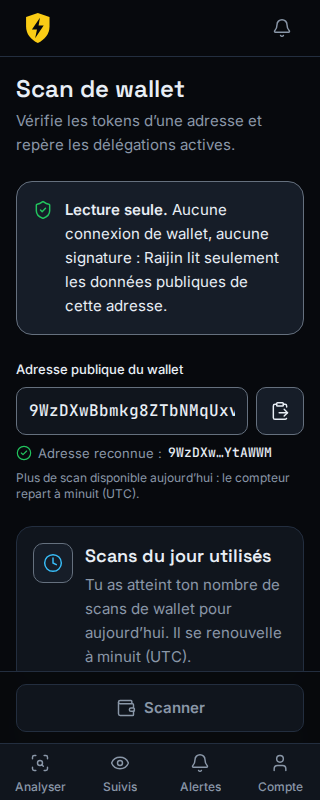 Scan de wallet
Vérifie les tokens d’une adresse et
repère les délégations actives.
Lecture seule. Aucune
connexion de wallet, aucune
signature : Raijin lit seulement
les données publiques de
cette adresse.
Adresse publique du wallet
9WzDXwBbmkg8ZTbNMqUxv
Adresse reconnue : 9WzDXw…YtAWWM
Plus de scan disponible aujourd’hui : le compteur
repart à minuit (UTC).
Scans du jour utilisés
Tu as atteint ton nombre de
scans de wallet pour
aujourd’hui. Il se renouvelle
à minuit (UTC).
Scanner
Analyser Suivis Alertes Compte